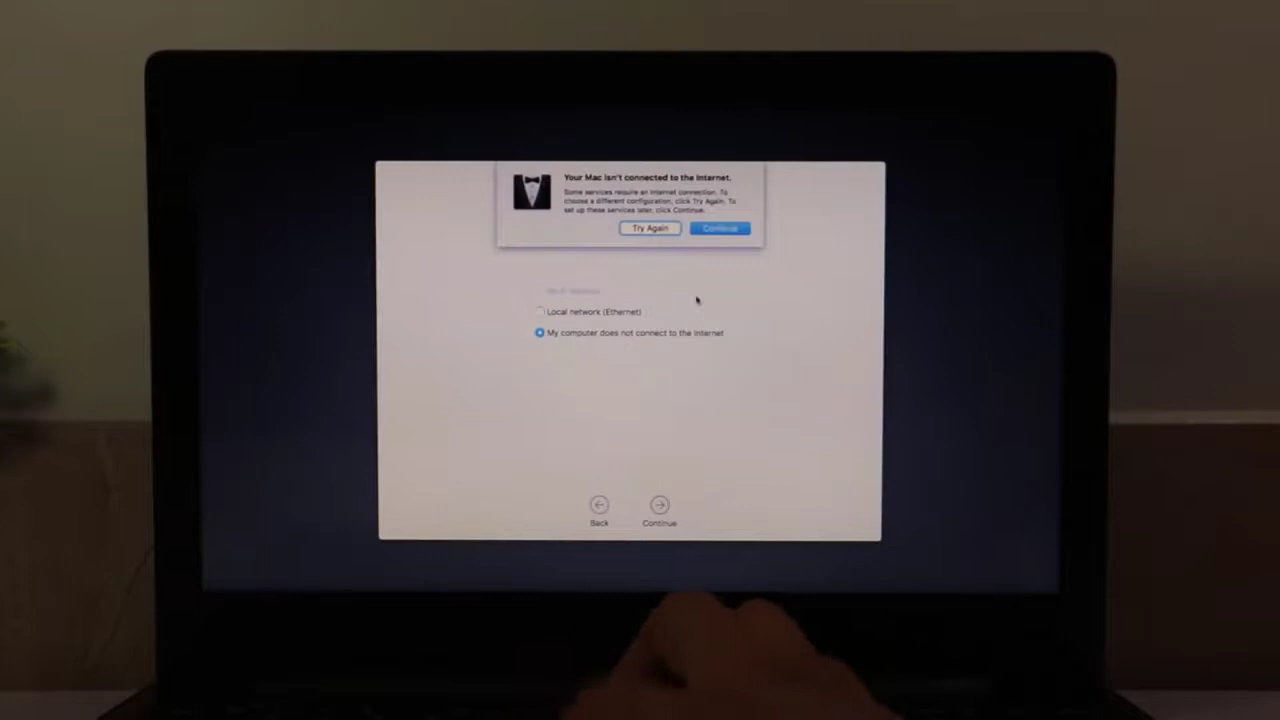 Your Mac isn't connected to the Internet.
Some services require an Internet connection. To
choose a different configuration, click Try Again. To
set up these services later, click Continue.
Try Again
Continue
Local network (Ethernet)
My computer does not connect to the Internet
Back
Continue